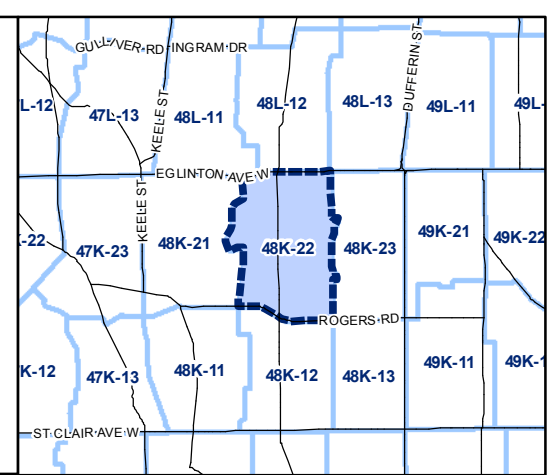 GULLIVER RD INGRAM DR
DUFFERIN ST
L-12
47L-13
KEELE ST
48L-11
48L-12
48L-13
49L-11
49L-
EGLINTON AVE W
-22
47K-23
KEELE ST
48K-21
48K-22
48K-23
49K-21
49K-22
ROGERS RD
K-12
47K-13
48K-11
48K-12
48K-13
49K-11
49K-1
ST CLAIR AVE W